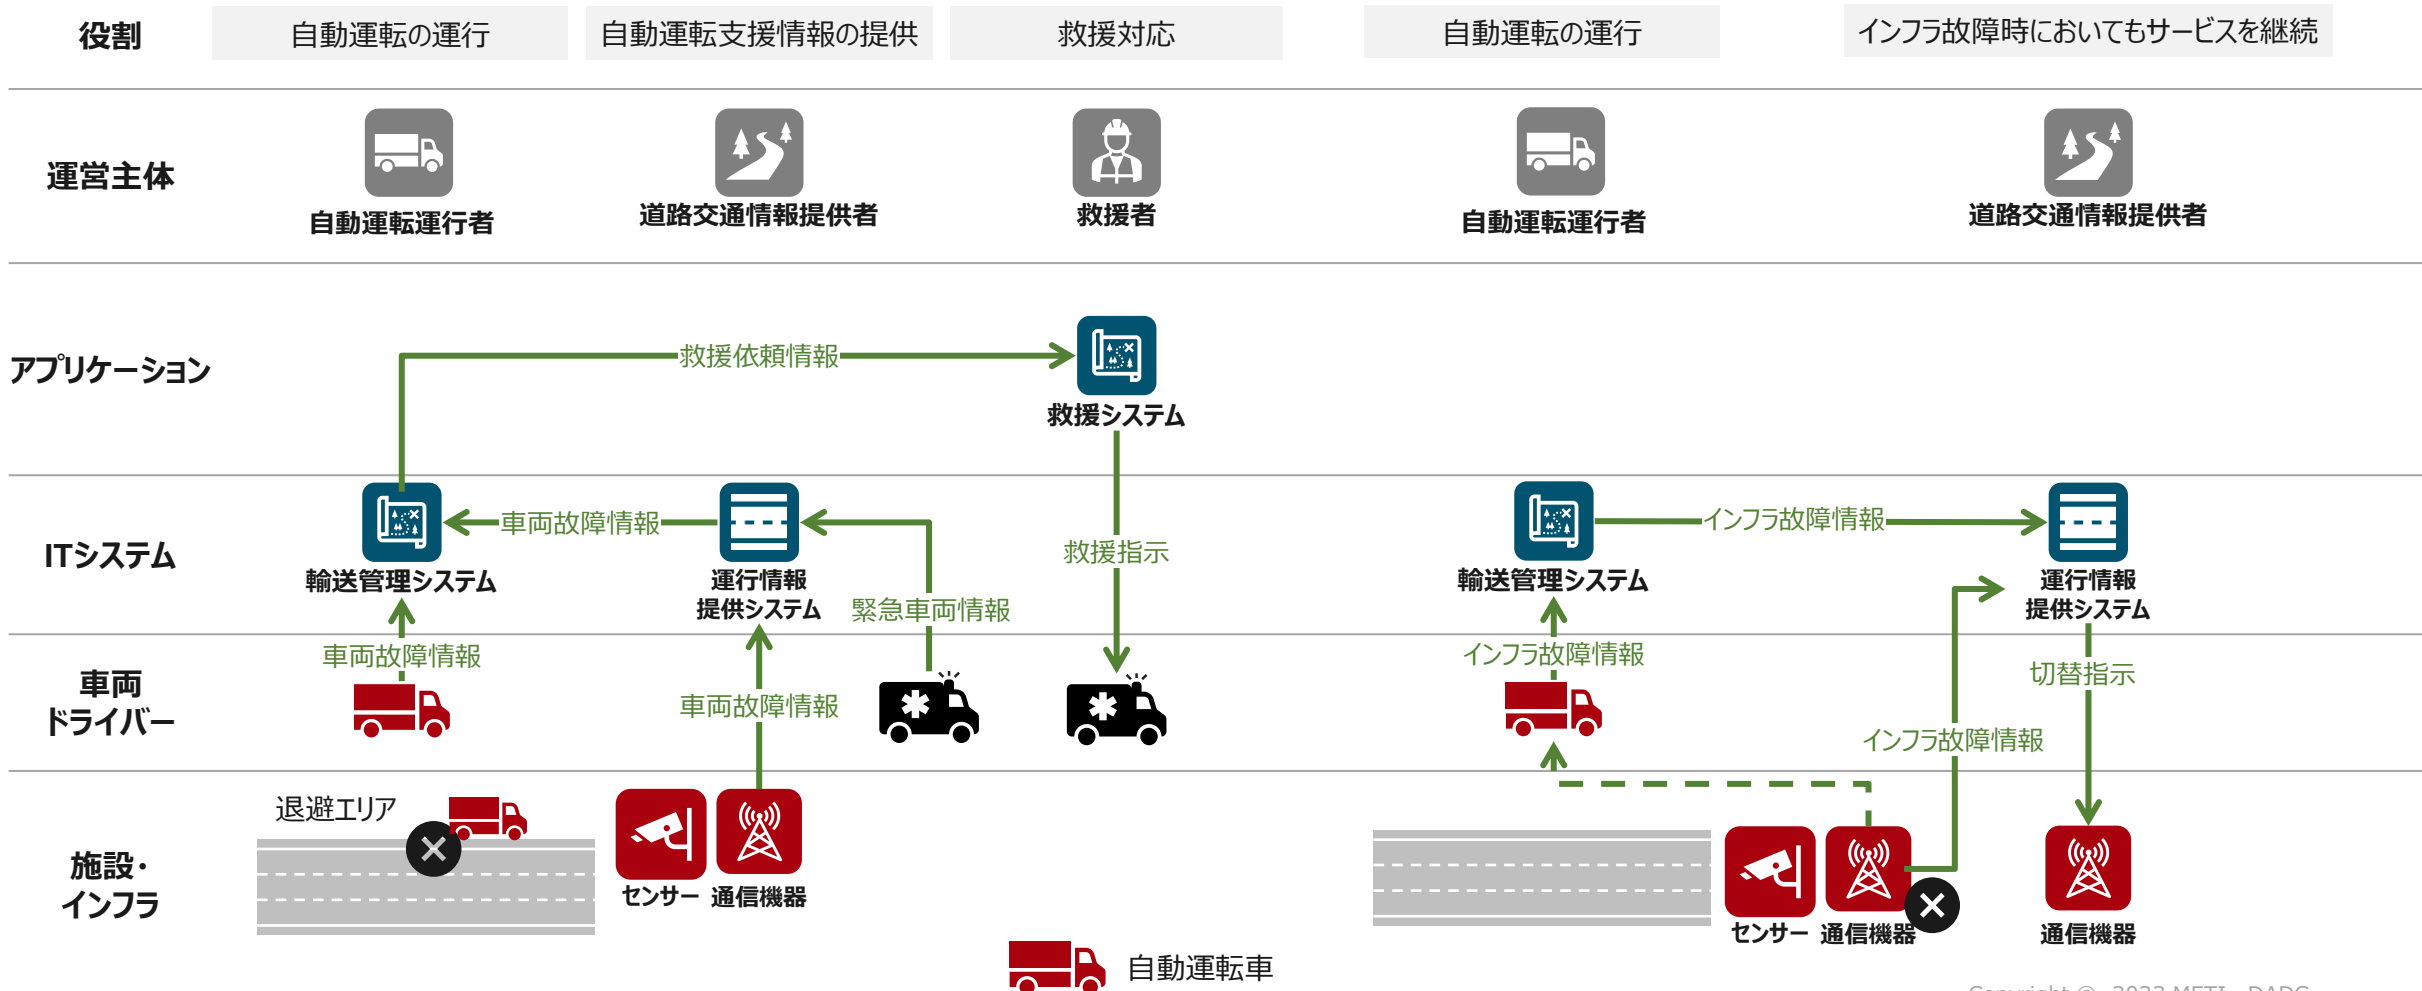 役割
自動運転の運行
自動運転支援情報の提供
救援対応
自動運転の運行
インフラ故障時においてもサービスを継続
運営主体
自動運転運行者
道路交通情報提供者
救援者
自動運転運行者
道路交通情報提供者
アプリケーション
救援依頼情報
救援システム
ITシステム
車両故障情報
救援指示
インフラ故障情報
輸送管理システム
運行情報
提供システム
緊急車両情報
輸送管理システム
運行情報
提供システム
車両
ドライバー
車両故障情報
車両故障情報
インフラ故障情報
切替指示
インフラ故障情報
施設・
インフラ
退避エリア
センサー
通信機器
センサー
通信機器
通信機器
自動運転車
Copyright © 2023 METI, DADC